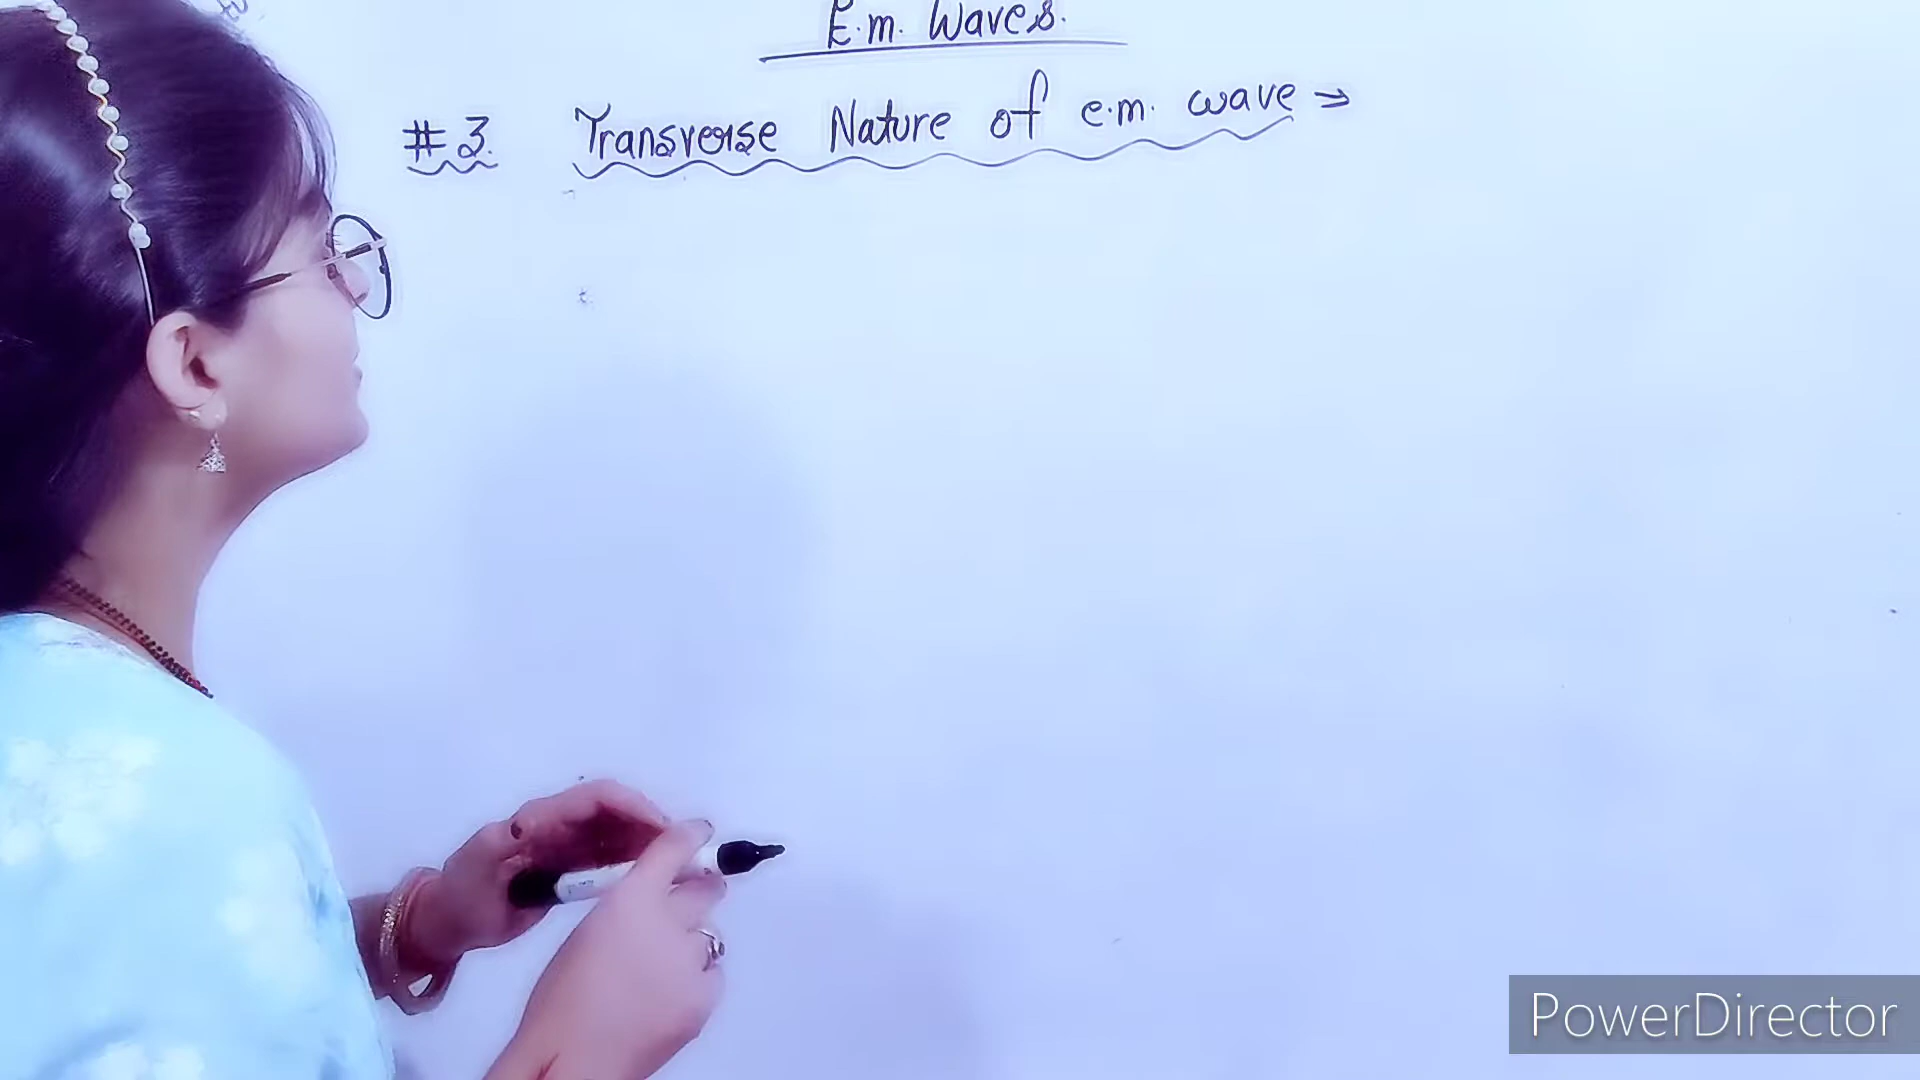 E.m. Waves.
#3. Transverse Nature of e.m. wave →
PowerDirector